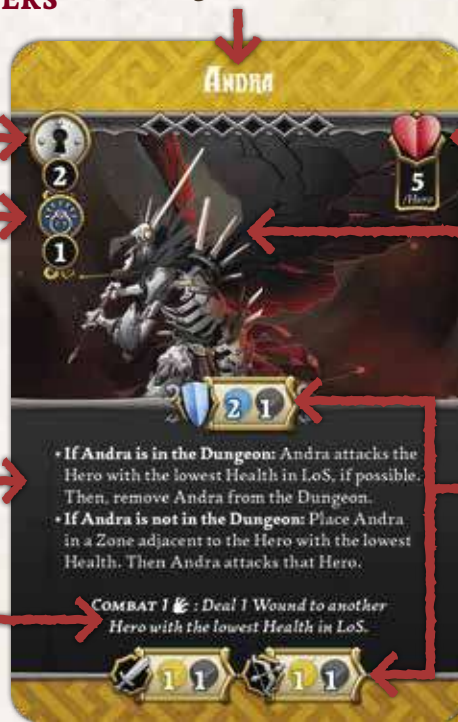 ERS
ANDRA
2
1
5
/Hero
2 1
• If Andra is in the Dungeon: Andra attacks the
Hero with the lowest Health in LoS, if possible.
Then, remove Andra from the Dungeon.
• If Andra is not in the Dungeon: Place Andra
in a Zone adjacent to the Hero with the lowest
Health. Then Andra attacks that Hero.
COMBAT 1 : Deal 1 Wound to another
Hero with the lowest Health in LoS.
1 1 1 1